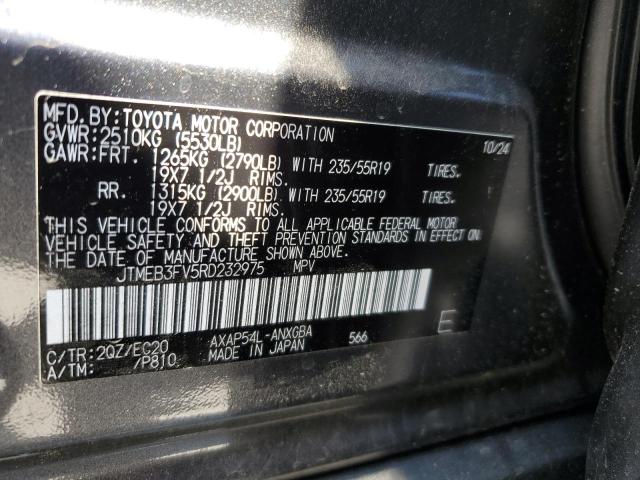 MFD. BY: TOYOTA MOTOR CORPORATION 10/24
GVWR: 2510KG (5530LB)
GAWR: FRT. 1265KG (2790LB) WITH 235/55R19 TIRES.
19X7 1/2J RIMS.
RR. 1315KG (2900LB) WITH 235/55R19 TIRES.
19X7 1/2J RIMS.
THIS VEHICLE CONFORMS TO ALL APPLICABLE FEDERAL MOTOR
VEHICLE SAFETY AND THEFT PREVENTION STANDARDS IN EFFECT ON
THE DATE OF MANUFACTURE SHOWN ABOVE.
JTMEB3FV5RD232975 MPV
C/TR: 2QZ/EC20 AXAP54L-ANXGBA 566 E
A/TM: /P810 MADE IN JAPAN